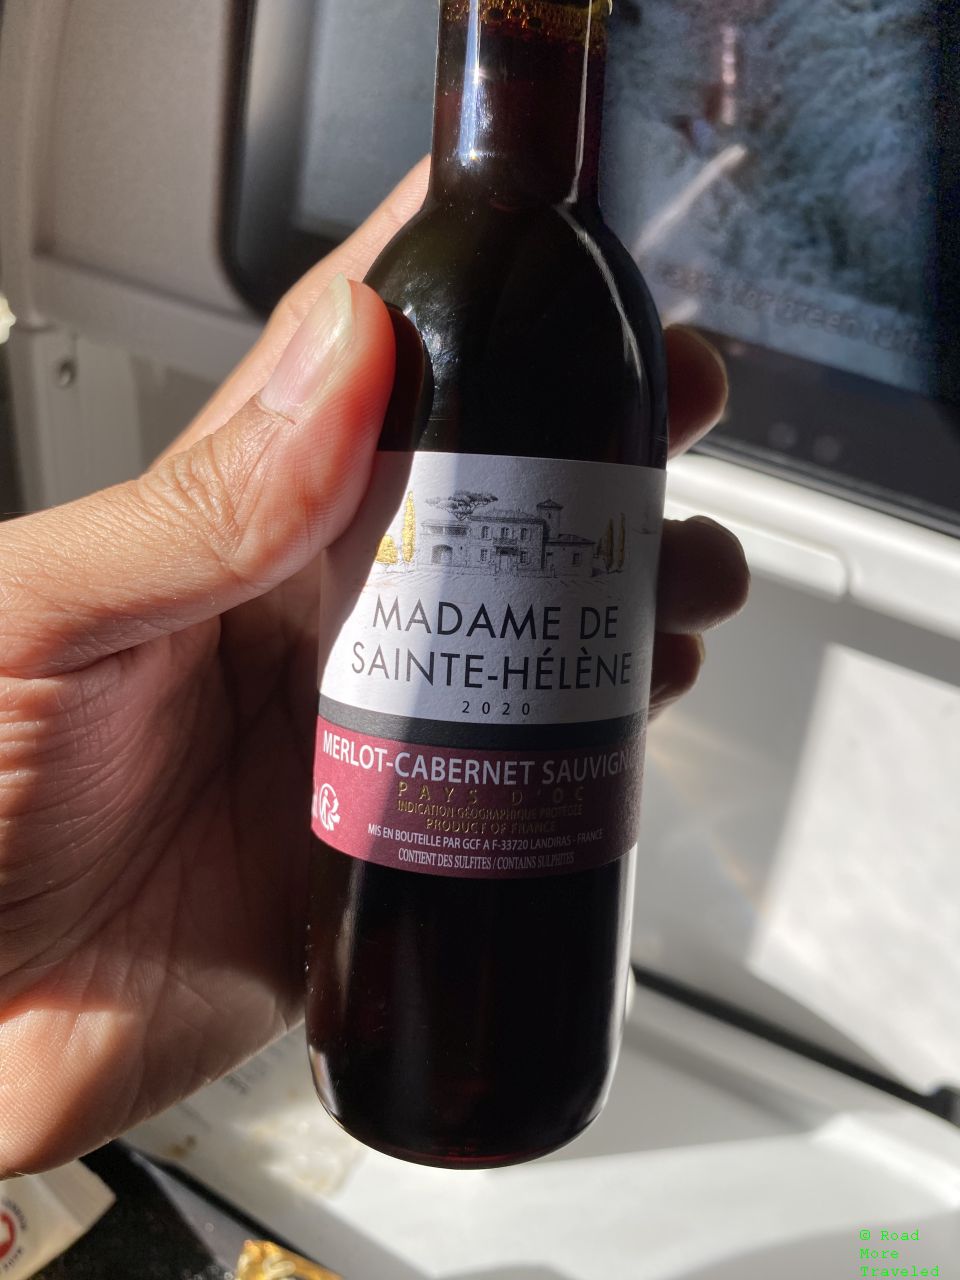 MADAME DE
SAINTE-HÉLÈNE
2020
MERLOT-CABERNET SAUVIGN
PAYS D'OC
INDICATION GÉOGRAPHIQUE PROTÉGÉE
PRODUCT OF FRANCE
MIS EN BOUTEILLE PAR GCF A F-33720 LANDIRAS - FRANCE
CONTIENT DES SULFITES / CONTAINS SULPHITES
© Road
More
Traveled